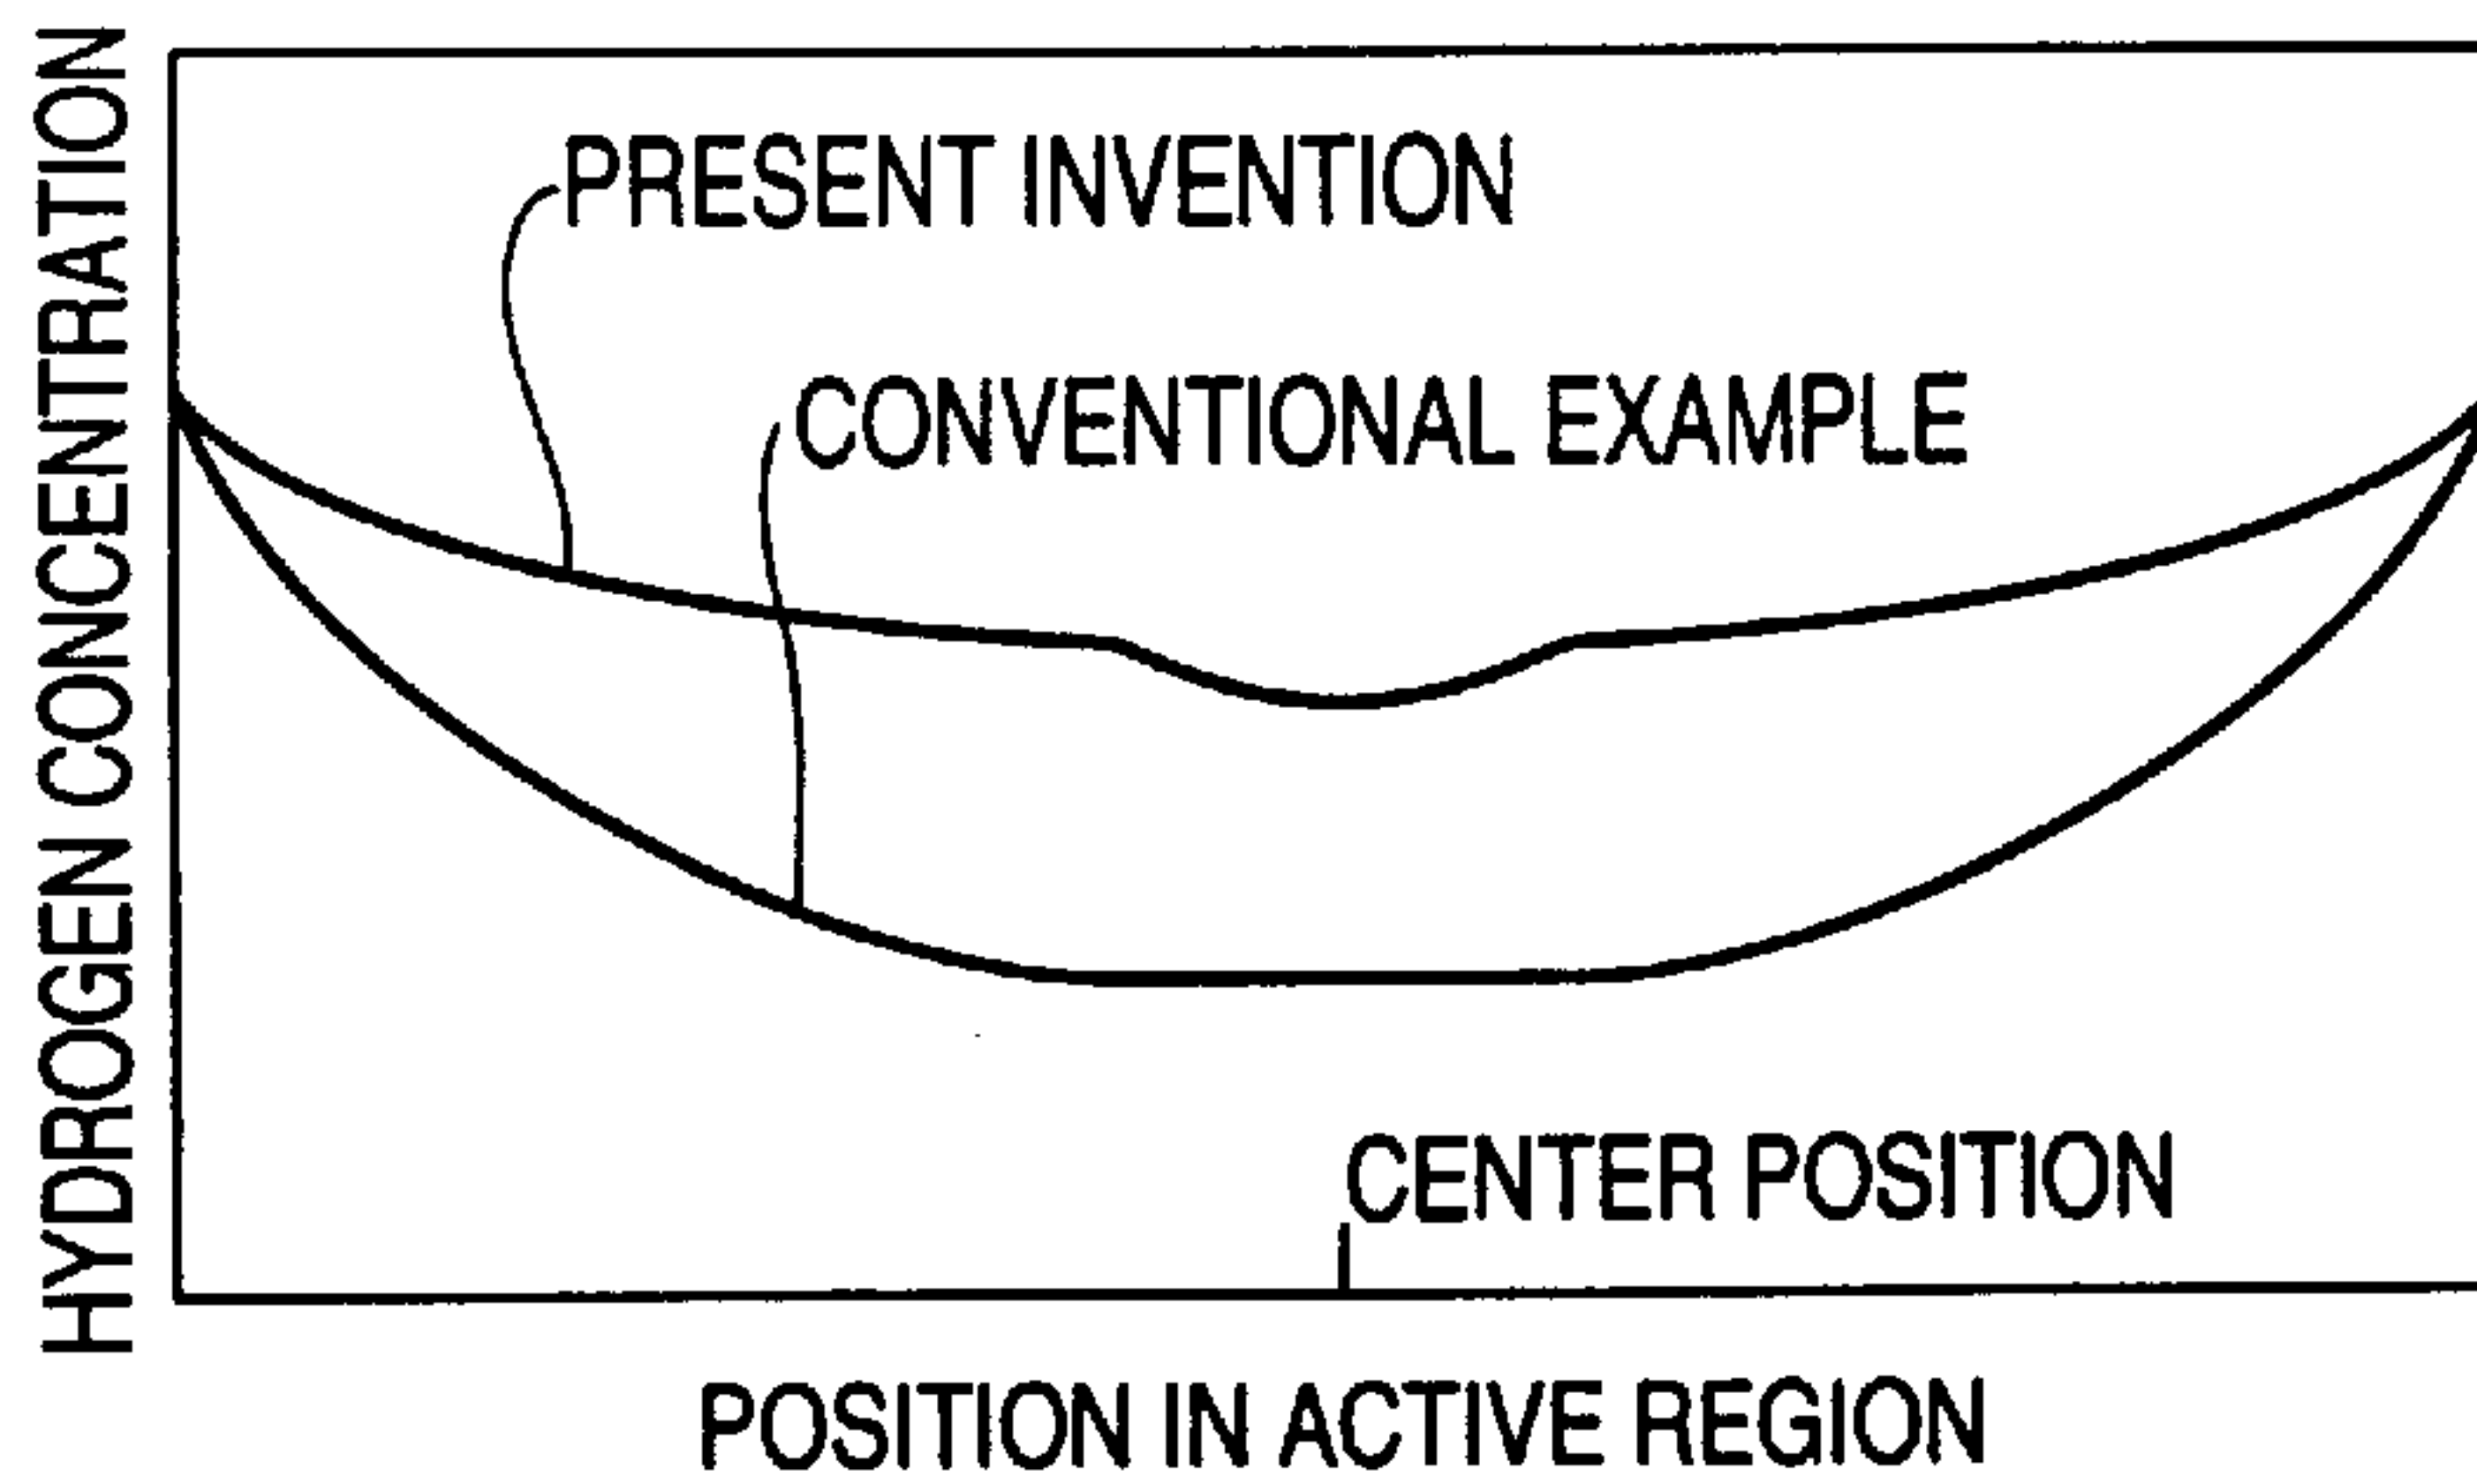 HYDROGEN CONCENTRATION
PRESENT INVENTION
CONVENTIONAL EXAMPLE
CENTER POSITION
POSITION IN ACTIVE REGION